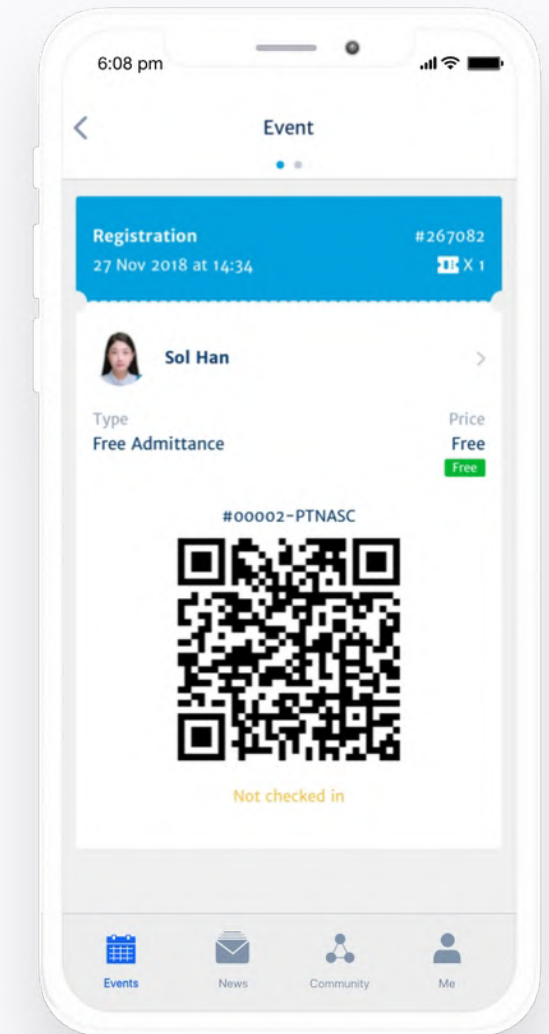 6:08 pm
Event
Registration #267082
27 Nov 2018 at 14:34 X 1
Sol Han
Type Price
Free Admittance Free
Free
#00002-PTNASC
Not checked in
Events News Community Me